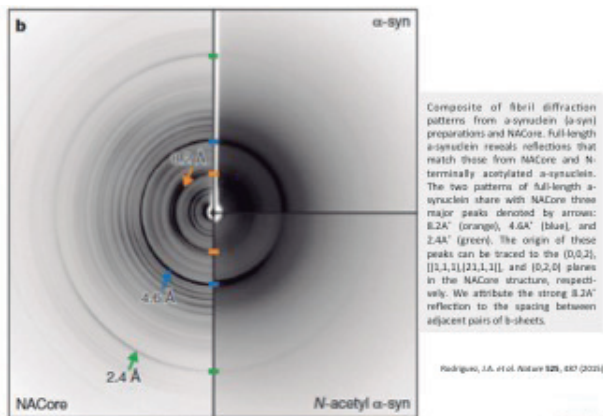 b
α-syn
8.2 Å
4.6 Å
2.4 Å
NACore
N-acetyl α-syn
Composite of fibril diffraction
patterns from a-synuclein (a-syn)
preparations and NACore. Full-length
a-synuclein reveals reflections that
match those from NACore and N-
terminally acetylated a-synuclein.
The two patterns of full-length a-
synuclein share with NACore three
major peaks denoted by arrows:
8.2A˚ (orange), 4.6A˚ (blue), and
2.4A˚ (green). The origin of these
peaks can be traced to the (0,0,2),
[(1,1,1),(21,1,1)], and (0,2,0) planes
in the NACore structure, respecti-
vely. We attribute the strong 8.2A˚
reflection to the spacing between
adjacent pairs of b-sheets.
Rodriguez, J.A. et al. Nature 525, 487 (2015)